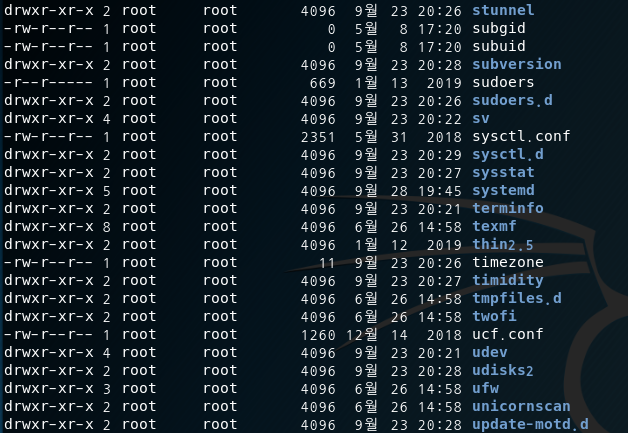 drwxr-xr-x 2 root root 4096 9월 23 20:26 stunnel
-rw-r--r-- 1 root root 0 5월 8 17:20 subgid
-rw-r--r-- 1 root root 0 5월 8 17:20 subuid
drwxr-xr-x 2 root root 4096 9월 23 20:28 subversion
-r--r----- 1 root root 669 1월 13 2019 sudoers
drwxr-xr-x 2 root root 4096 9월 23 20:26 sudoers.d
drwxr-xr-x 4 root root 4096 9월 23 20:22 sv
-rw-r--r-- 1 root root 2351 5월 31 2018 sysctl.conf
drwxr-xr-x 2 root root 4096 9월 23 20:29 sysctl.d
drwxr-xr-x 2 root root 4096 9월 23 20:27 sysstat
drwxr-xr-x 5 root root 4096 9월 28 19:45 systemd
drwxr-xr-x 2 root root 4096 9월 23 20:21 terminfo
drwxr-xr-x 8 root root 4096 6월 26 14:58 texmf
drwxr-xr-x 2 root root 4096 1월 12 2019 thin2.5
-rw-r--r-- 1 root root 11 9월 23 20:26 timezone
drwxr-xr-x 2 root root 4096 9월 23 20:27 timidity
drwxr-xr-x 2 root root 4096 6월 26 14:58 tmpfiles.d
drwxr-xr-x 2 root root 4096 6월 26 14:58 twofi
-rw-r--r-- 1 root root 1260 12월 14 2018 ucf.conf
drwxr-xr-x 4 root root 4096 9월 23 20:21 udev
drwxr-xr-x 2 root root 4096 9월 23 20:28 udisks2
drwxr-xr-x 3 root root 4096 6월 26 14:58 ufw
drwxr-xr-x 2 root root 4096 6월 26 14:58 unicornscan
drwxr-xr-x 2 root root 4096 9월 23 20:28 update-motd.d